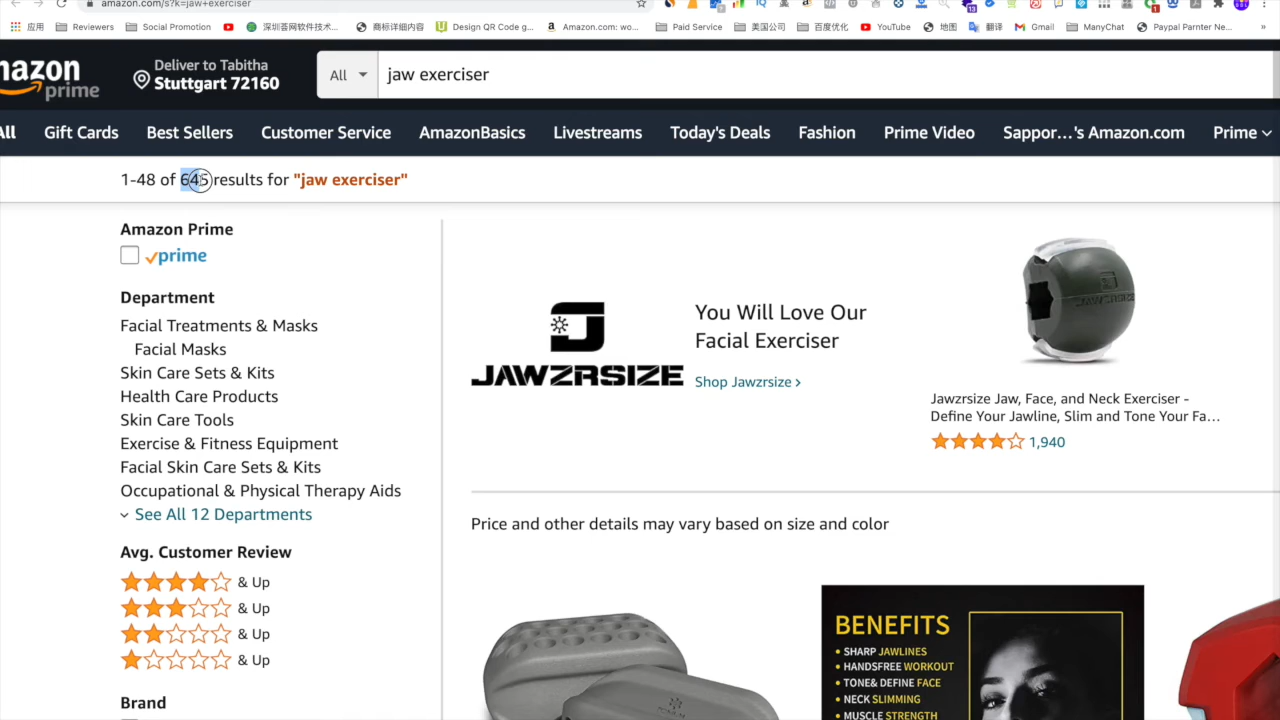 amazon.com/s?k=jaw+exerciser
应用 Reviewers Social Promotion 深圳荟网软件技术... 商标详细内容 Design QR Code g... Amazon.com: wo... Paid Service 美国公司 百度优化 YouTube 地图 翻译 Gmail ManyChat Paypal Parnter Ne...
mazon
prime
Deliver to Tabitha
Stuttgart 72160
All
jaw exerciser
All Gift Cards Best Sellers Customer Service AmazonBasics Livestreams Today's Deals Fashion Prime Video Sappor...'s Amazon.com Prime
1-48 of 645 results for "jaw exerciser"
Amazon Prime
prime
Department
Facial Treatments & Masks
Facial Masks
Skin Care Sets & Kits
Health Care Products
Skin Care Tools
Exercise & Fitness Equipment
Facial Skin Care Sets & Kits
Occupational & Physical Therapy Aids
See All 12 Departments
Avg. Customer Review
& Up
& Up
& Up
& Up
Brand
JAWZRSIZE
You Will Love Our
Facial Exerciser
Shop Jawzrsize ›
JAWZRSIZE
Jawzrsize Jaw, Face, and Neck Exerciser -
Define Your Jawline, Slim and Tone Your Fa...
1,940
Price and other details may vary based on size and color
BENEFITS
• SHARP JAWLINES
• HANDSFREE WORKOUT
• TONE& DEFINE FACE
• NECK SLIMMING
• MUSCLE STRENGTH